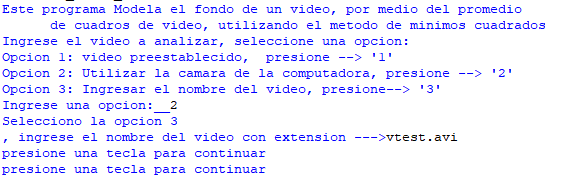 Este programa Modela el fondo de un video, por medio del promedio
de cuadros de video, utilizando el metodo de minimos cuadrados
Ingrese el video a analizar, seleccione una opcion:
Opcion 1: video preestablecido,  presione --> '1'
Opcion 2: Utilizar la camara de la computadora, presione --> '2'
Opcion 3: Ingresar el nombre del video, presione--> '3'
Ingrese una opcion:__2
Selecciono la opcion 3
, ingrese el nombre del video con extension --->vtest.avi
presione una tecla para continuar
presione una tecla para continuar